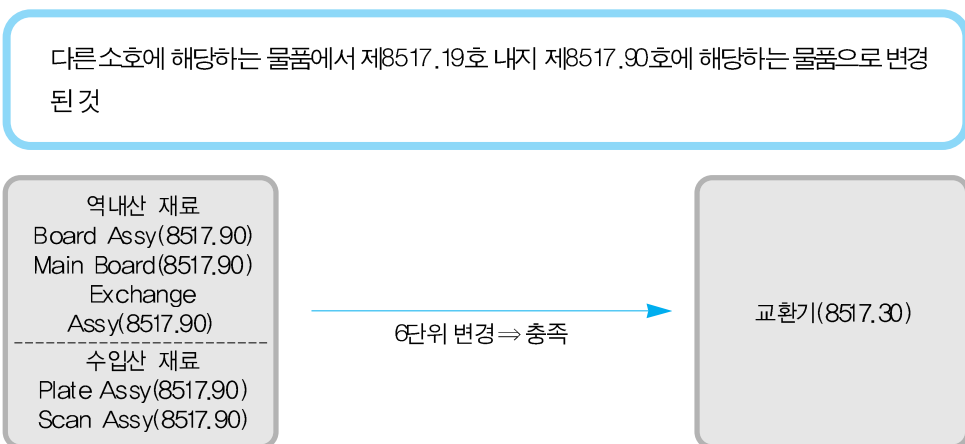 다른 소호에 해당하는 물품에서 제8517.19호 내지 제8517.90호에 해당하는 물품으로 변경
된 것
역내산 재료
Board Assy(8517.90)
Main Board(8517.90)
Exchange
Assy(8517.90)
수입산 재료
Plate Assy(8517.90)
Scan Assy(8517.90)
6단위 변경⇒충족
교환기(8517.30)